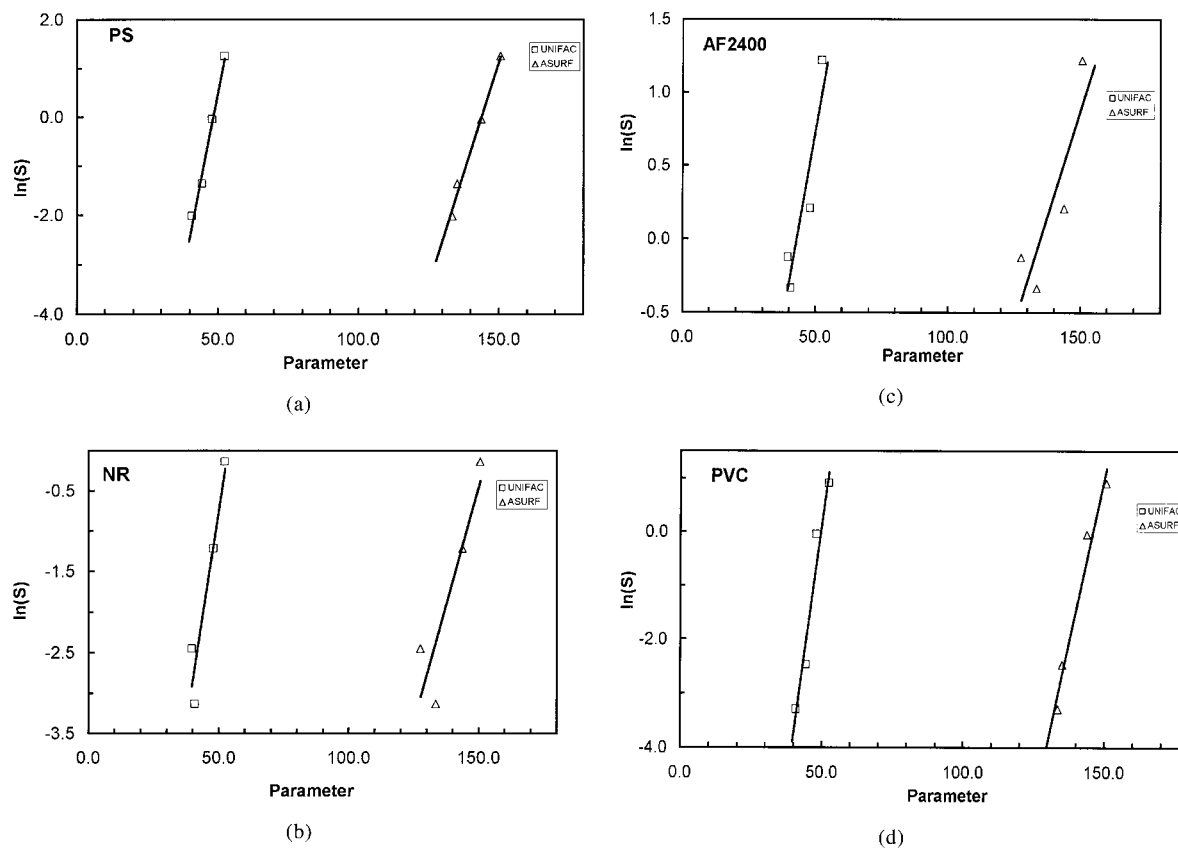 PS
UNIFAC
ASURF
ln(S)
2.0
0.0
-2.0
-4.0
0.0 50.0 100.0 150.0
Parameter
(a)
AF2400
UNIFAC
ASURF
ln(S)
1.5
1.0
0.5
0.0
-0.5
0.0 50.0 100.0 150.0
Parameter
(c)
NR
UNIFAC
ASURF
ln(S)
-0.5
-1.5
-2.5
-3.5
0.0 50.0 100.0 150.0
Parameter
(b)
PVC
UNIFAC
ASURF
ln(S)
0.0
-2.0
-4.0
0.0 50.0 100.0 150.0
Parameter
(d)